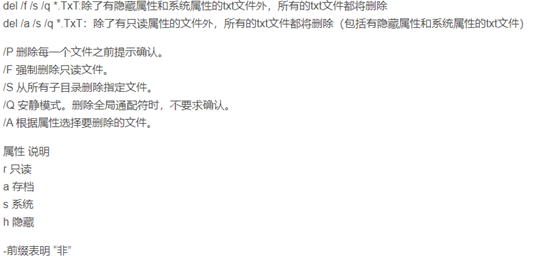 del /f /s /q *.TxT:除了有隐藏属性和系统属性的txt文件外，所有的txt文件都将删除
del /a /s /q *.TxT：除了有只读属性的文件外，所有的txt文件都将删除（包括有隐藏属性和系统属性的txt文件）
/P 删除每一个文件之前提示确认。
/F 强制删除只读文件。
/S 从所有子目录删除指定文件。
/Q 安静模式。删除全局通配符时，不要求确认。
/A 根据属性选择要删除的文件。
属性 说明
r 只读
a 存档
s 系统
h 隐藏
-前缀表明 “非”